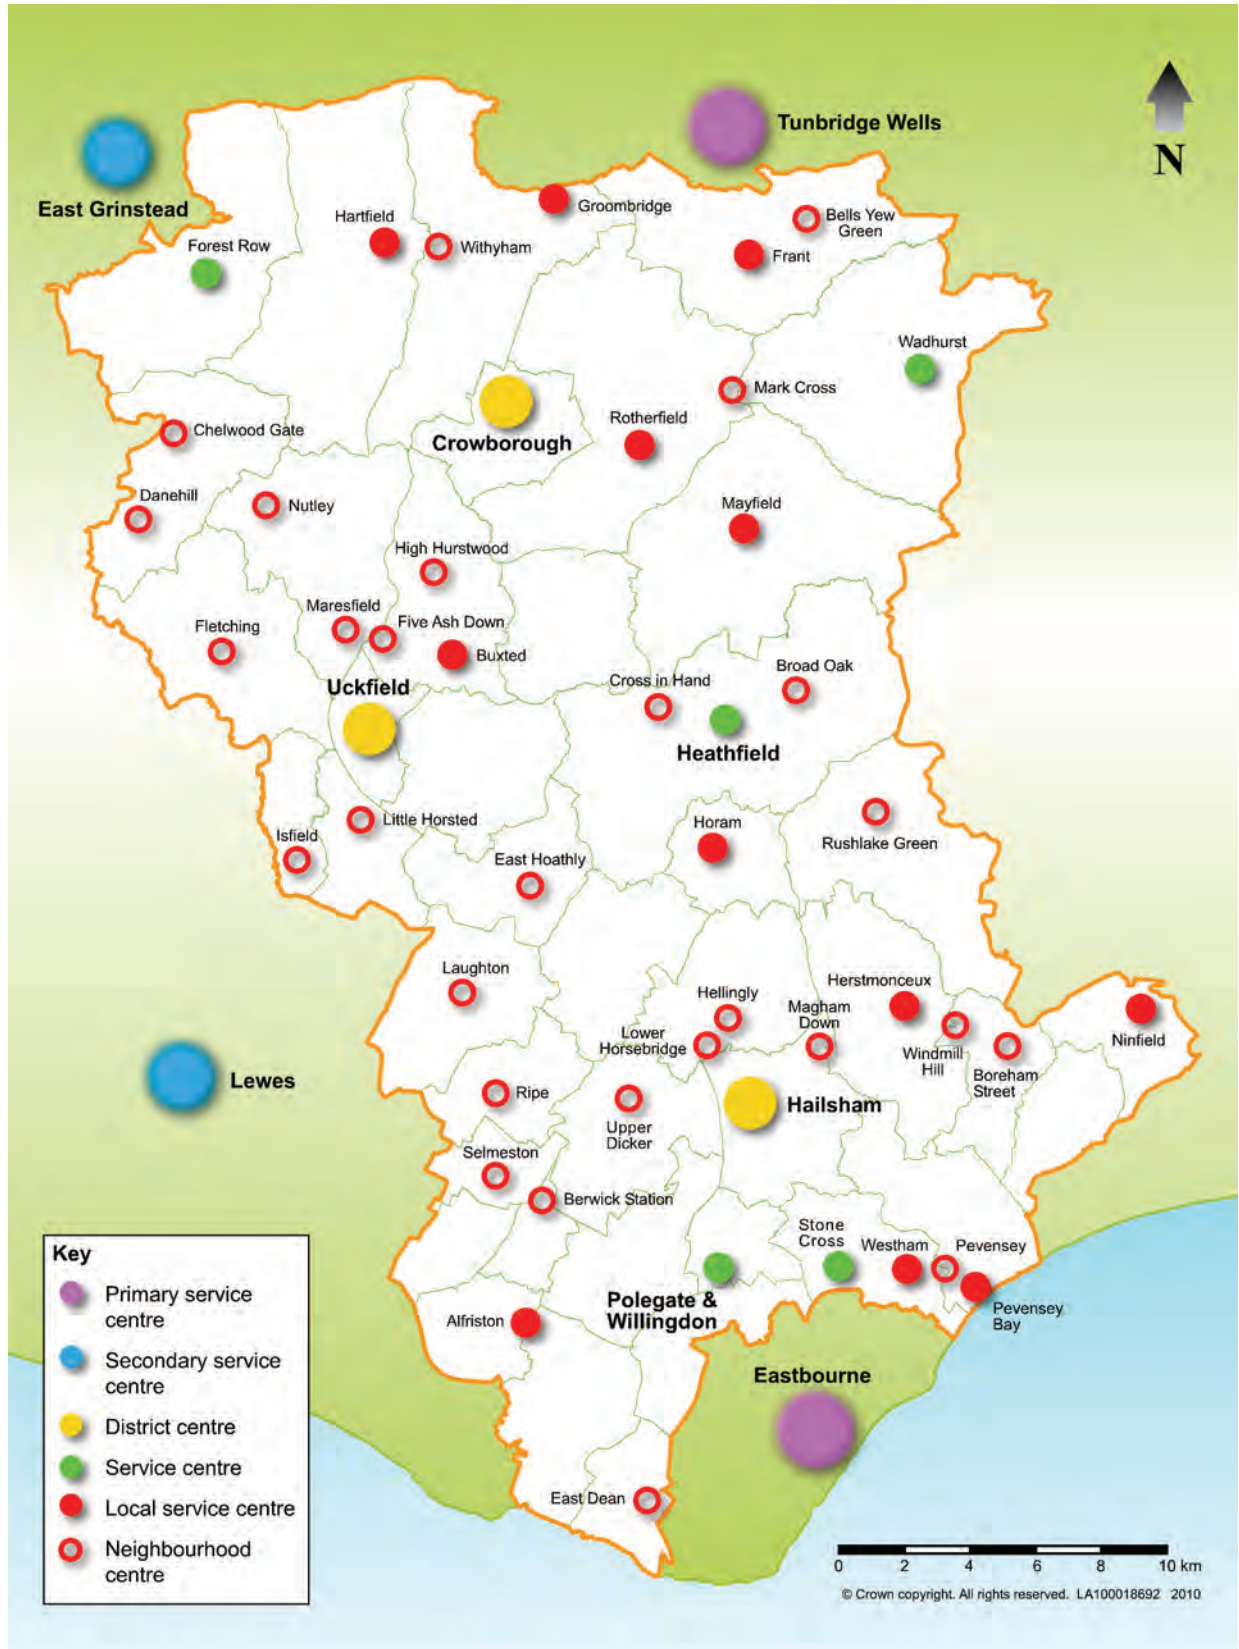 Tunbridge Wells
N
East Grinstead
Hartfield
Groombridge
Bells Yew
Green
Forest Row
Withyham
Frant
Wadhurst
Mark Cross
Rotherfield
Crowborough
Chelwood Gate
Danehill
Nutley
Mayfield
High Hurstwood
Maresfield
Five Ash Down
Fletching
Buxted
Broad Oak
Cross in Hand
Uckfield
Heathfield
Little Horsted
Horam
Isfield
Rushlake Green
East Hoathly
Laughton
Hellingly
Herstmonceux
Magham
Down
Lower
Horsebridge
Ninfield
Windmill
Hill
Boreham
Street
Lewes
Ripe
Hailsham
Upper
Dicker
Selmeston
Berwick Station
Stone
Cross
Westham
Pevensey
Polegate &
Willingdon
Pevensey
Bay
Alfriston
Eastbourne
East Dean
Key
Primary service
centre
Secondary service
centre
District centre
Service centre
Local service centre
Neighbourhood
centre
0 2 4 6 8 10 km
© Crown copyright. All rights reserved. LA100018692 2010